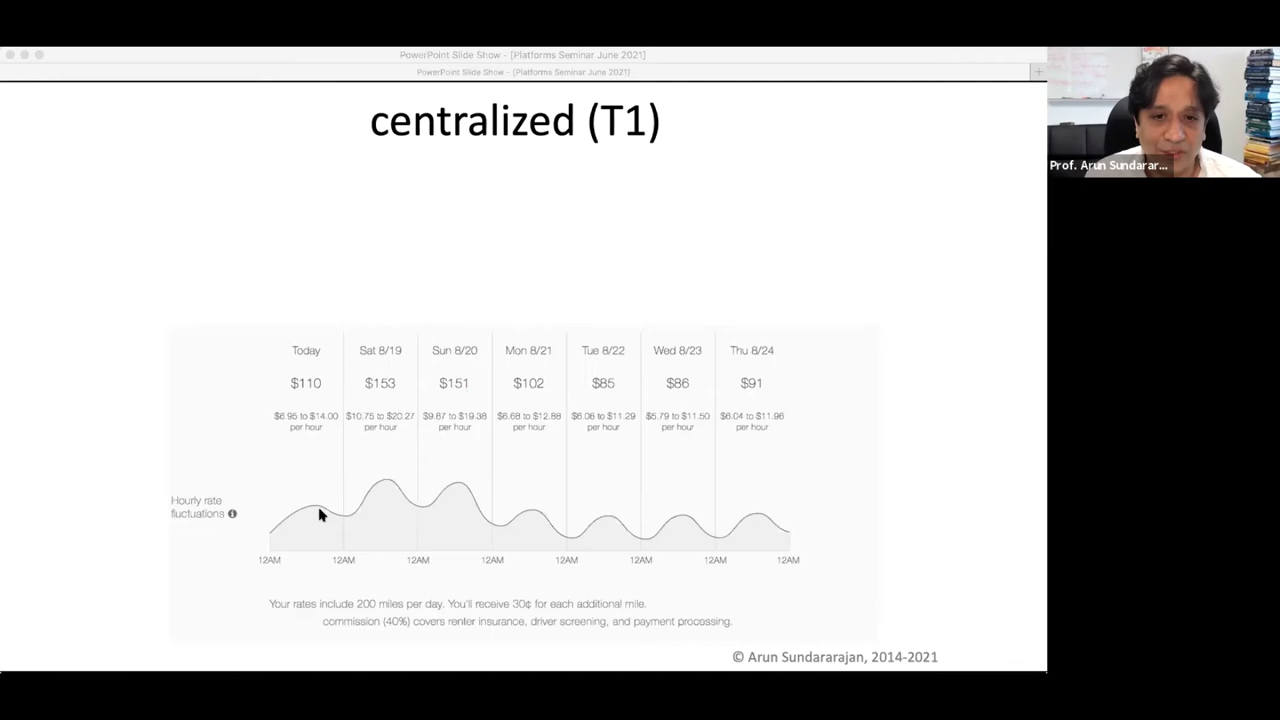 PowerPoint Slide Show - [Platforms Seminar June 2021]
PowerPoint Slide Show - [Platforms Seminar June 2021]
centralized (T1)
Prof. Arun Sundarar...
Today Sat 8/19 Sun 8/20 Mon 8/21 Tue 8/22 Wed 8/23 Thu 8/24
$110 $153 $151 $102 $85 $86 $91
$6.95 to $14.00 $10.75 to $20.27 $9.87 to $19.38 $6.68 to $12.88 $6.06 to $11.29 $5.79 to $11.50 $6.04 to $11.96
per hour per hour per hour per hour per hour per hour per hour
Hourly rate
fluctuations
12AM 12AM 12AM 12AM 12AM 12AM 12AM 12AM
Your rates include 200 miles per day. You'll receive 30¢ for each additional mile.
commission (40%) covers renter insurance, driver screening, and payment processing.
© Arun Sundararajan, 2014-2021